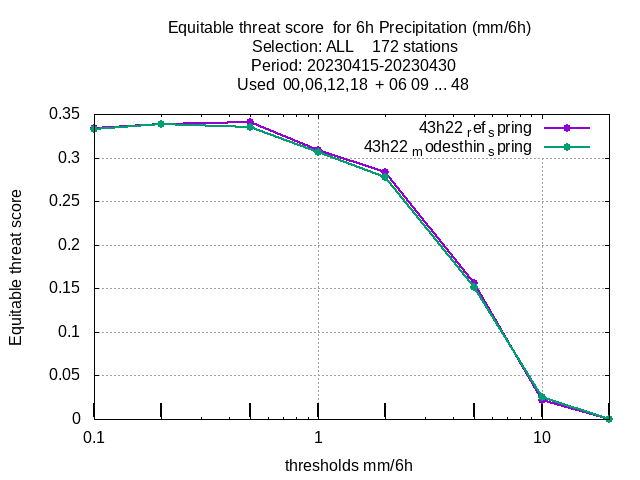 Equitable threat score  for 6h Precipitation (mm/6h)
Selection: ALL    172 stations
Period: 20230415-20230430
Used  00,06,12,18  + 06 09 ... 48
0.35
43h22 ref spring
43h22 modesthin spring
0.3
0.25
0.2
0.15
0.1
0.05
0
Equitable threat score
0.1
1
10
thresholds mm/6h